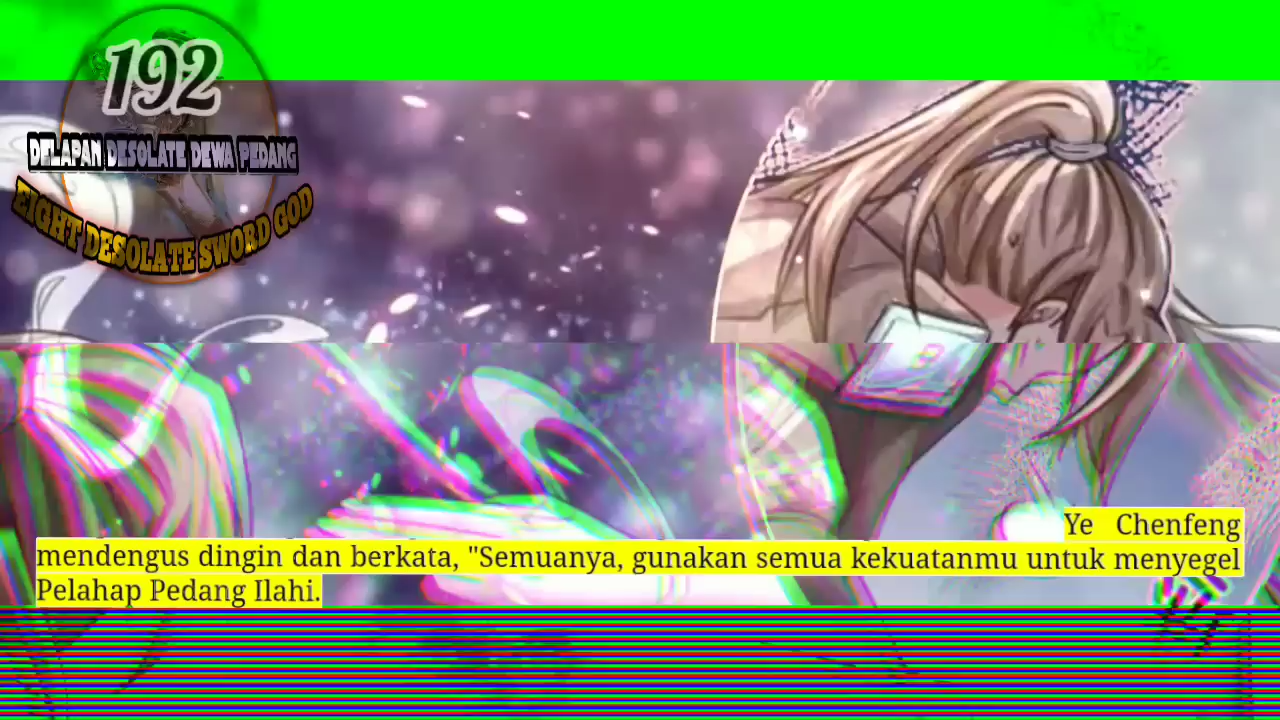 192
DELAPAN DESOLATE DEWA PEDANG
EIGHT DESOLATE SWORD GOD
Ye Chenfeng
mendengus dingin dan berkata, "Semuanya, gunakan semua kekuatanmu untuk menyegel
Pelahap Pedang Ilahi.